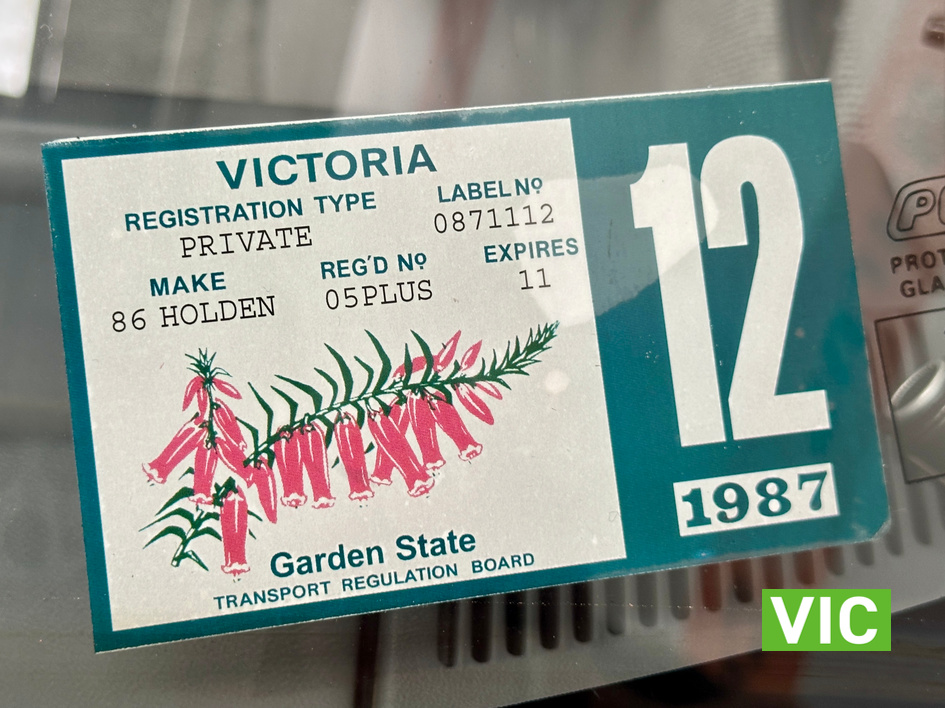 VICTORIA
REGISTRATION TYPE
PRIVATE
LABEL Nº
0871112
MAKE
86 HOLDEN
REG'D Nº
05PLUS
EXPIRES
11
Garden State
TRANSPORT REGULATION BOARD
12
1987
VIC